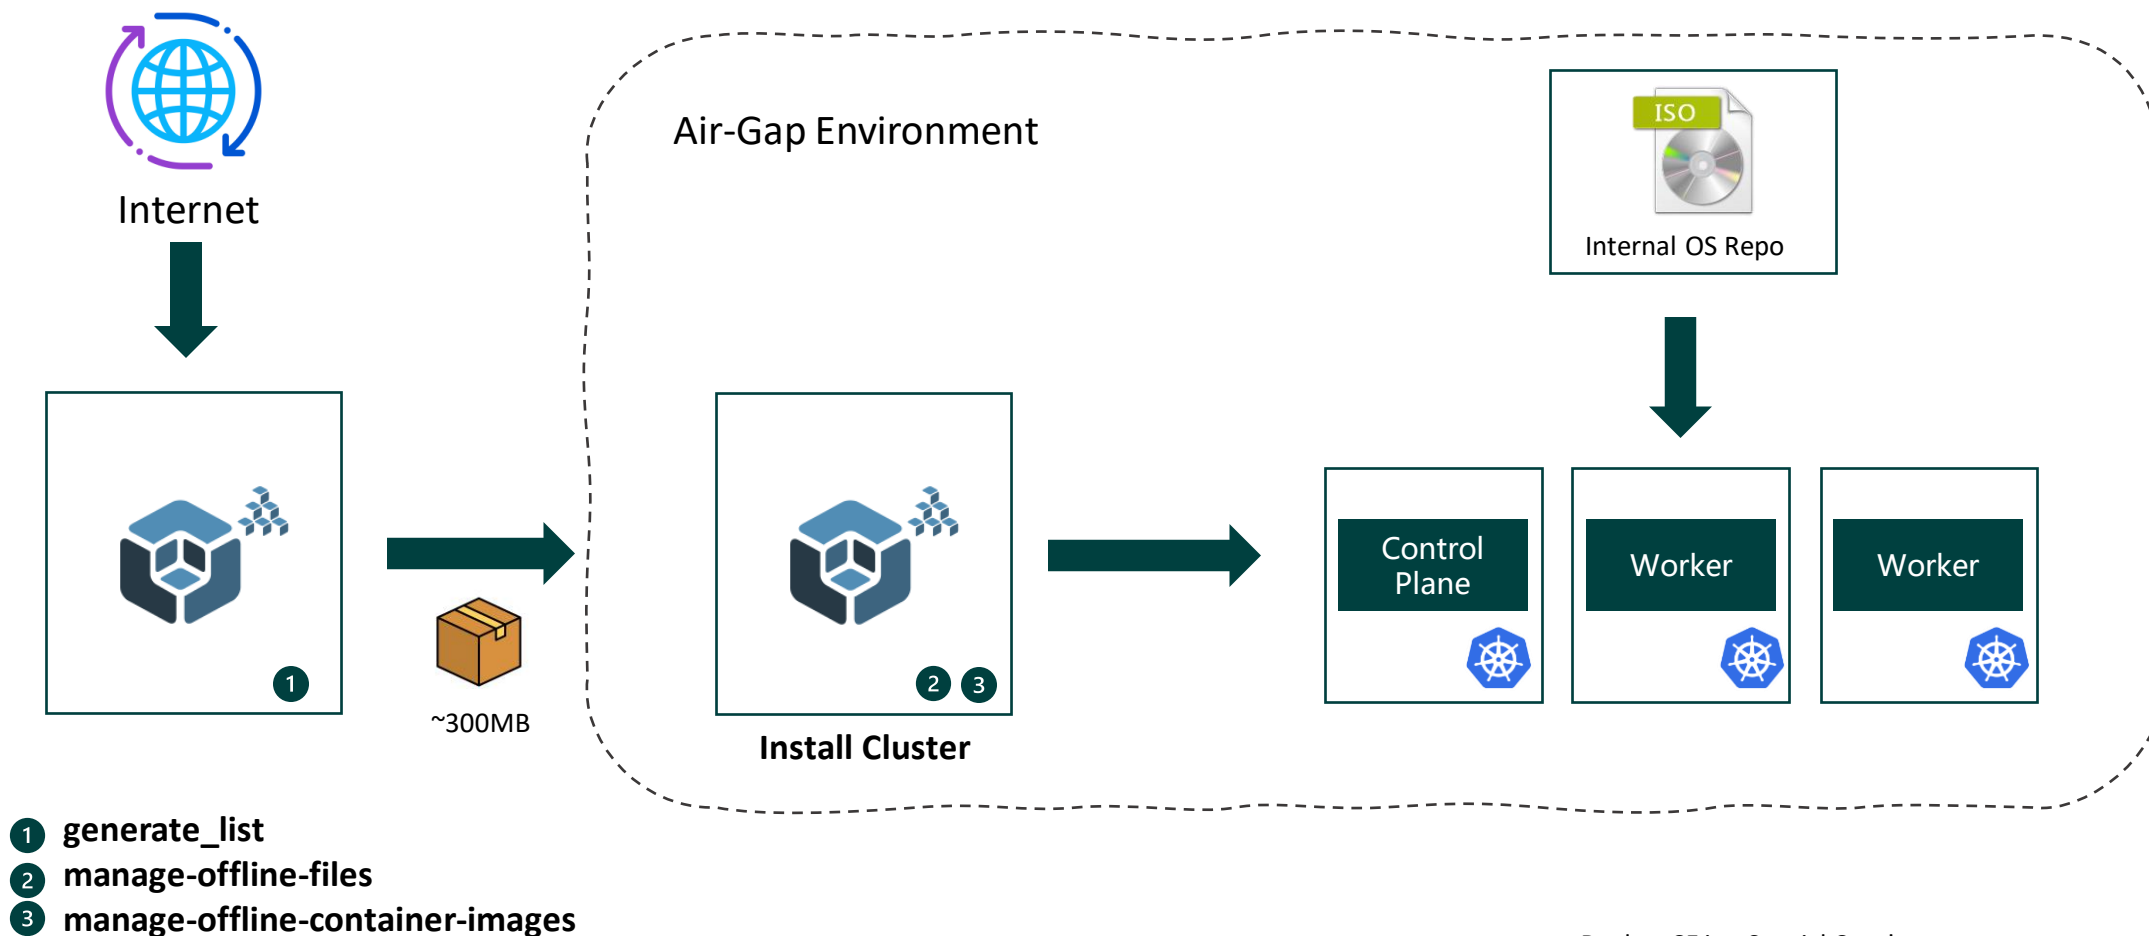 Internet
Air-Gap Environment
ISO
Internal OS Repo
Control
Plane
Worker
Worker
1
2 3
~300MB
Install Cluster
1 generate_list
2 manage-offline-files
3 manage-offline-container-images